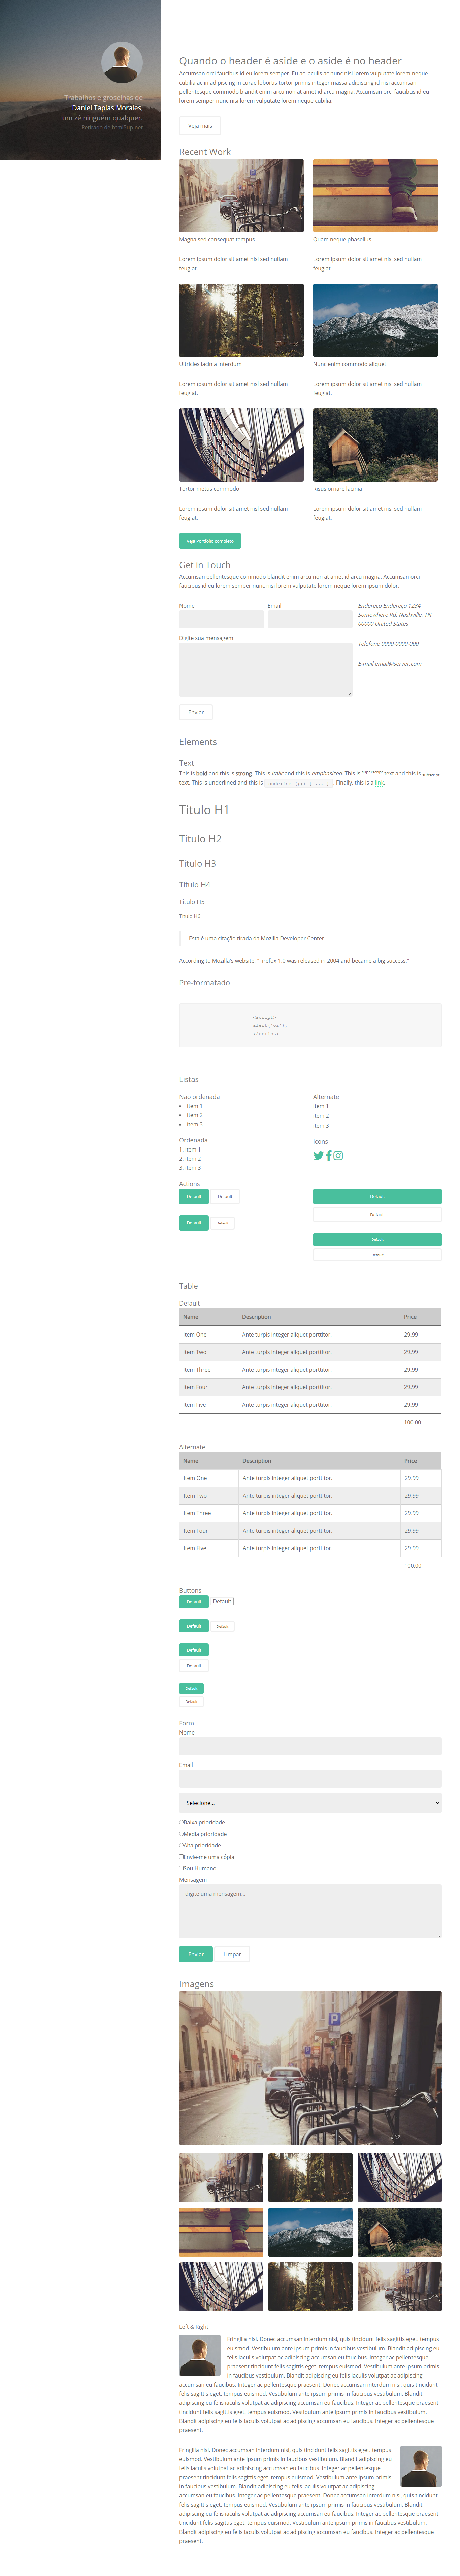 Trabalhos e groselhas de
Daniel Tapias Morales,
um zé ninguém qualquer.
Retirado de html5up.net
Quando o header é aside e o aside é no header
Accumsan orci faucibus id eu lorem semper. Eu ac iaculis ac nunc nisi lorem vulputate lorem neque
cubilia ac in adipiscing in curae lobortis tortor primis integer massa adipiscing id nisi accumsan
pellentesque commodo blandit enim arcu non at amet id arcu magna. Accumsan orci faucibus id eu
lorem semper nunc nisi lorem vulputate lorem neque cubilia.
Veja mais
Recent Work
Magna sed consequat tempus
Quam neque phasellus
Lorem ipsum dolor sit amet nisl sed nullam
feugiat.
Lorem ipsum dolor sit amet nisl sed nullam
feugiat.
Ultricies lacinia interdum
Nunc enim commodo aliquet
Lorem ipsum dolor sit amet nisl sed nullam
feugiat.
Lorem ipsum dolor sit amet nisl sed nullam
feugiat.
Tortor metus commodo
Risus ornare lacinia
Lorem ipsum dolor sit amet nisl sed nullam
feugiat.
Lorem ipsum dolor sit amet nisl sed nullam
feugiat.
Veja Portfolio completo
Get in Touch
Accumsan pellentesque commodo blandit enim arcu non at amet id arcu magna. Accumsan orci
faucibus id eu lorem semper nunc nisi lorem vulputate lorem neque lorem ipsum dolor.
Nome
Email
Digite sua mensagem
Enviar
Endereço Endereço 1234
Somewhere Rd. Nashville, TN
00000 United States
Telefone 0000-0000-000
E-mail email@server.com
Elements
Text
This is bold and this is strong. This is italic and this is emphasized. This is superscript text and this is subscript
text. This is underlined and this is code:for (;;) { ... } . Finally, this is a link.
Titulo H1
Titulo H2
Titulo H3
Titulo H4
Titulo H5
Titulo H6
Esta é uma citação tirada da Mozilla Developer Center.
According to Mozilla's website, "Firefox 1.0 was released in 2004 and became a big success."
Pre-formatado
<script>
alert('oi');
</script>
Listas
Não ordenada
• item 1
• item 2
• item 3
Ordenada
1. item 1
2. item 2
3. item 3
Alternate
Item 1
Item 2
Item 3
Icons
Actions
Default Default
Default Default
Default
Default
Default
Default
Table
Default
Name Description Price
Item One Ante turpis integer aliquet porttitor. 29.99
Item Two Ante turpis integer aliquet porttitor. 29.99
Item Three Ante turpis integer aliquet porttitor. 29.99
Item Four Ante turpis integer aliquet porttitor. 29.99
Item Five Ante turpis integer aliquet porttitor. 29.99
100.00
Alternate
Name Description Price
Item One Ante turpis integer aliquet porttitor. 29.99
Item Two Ante turpis integer aliquet porttitor. 29.99
Item Three Ante turpis integer aliquet porttitor. 29.99
Item Four Ante turpis integer aliquet porttitor. 29.99
Item Five Ante turpis integer aliquet porttitor. 29.99
100.00
Buttons
Default Default
Default Default
Default
Default
Default
Default
Form
Nome
Email
Selecione...
Baixa prioridade
Média prioridade
Alta prioridade
Envie-me uma cópia
Sou Humano
Mensagem
digite uma mensagem...
Enviar Limpar
Imagens
P
Left & Right
Fringilla nisl. Donec accumsan interdum nisi, quis tincidunt felis sagittis eget. tempus
euismod. Vestibulum ante ipsum primis in faucibus vestibulum. Blandit adipiscing eu
felis iaculis volutpat ac adipiscing accumsan eu faucibus. Integer ac pellentesque
praesent tincidunt felis sagittis eget. tempus euismod. Vestibulum ante ipsum primis
in faucibus vestibulum. Blandit adipiscing eu felis iaculis volutpat ac adipiscing
accumsan eu faucibus. Integer ac pellentesque praesent. Donec accumsan interdum nisi, quis tincidunt
felis sagittis eget. tempus euismod. Vestibulum ante ipsum primis in faucibus vestibulum. Blandit
adipiscing eu felis iaculis volutpat ac adipiscing accumsan eu faucibus. Integer ac pellentesque praesent
tincidunt felis sagittis eget. tempus euismod. Vestibulum ante ipsum primis in faucibus vestibulum.
Blandit adipiscing eu felis iaculis volutpat ac adipiscing accumsan eu faucibus. Integer ac pellentesque
praesent.
Fringilla nisl. Donec accumsan interdum nisi, quis tincidunt felis sagittis eget. tempus
euismod. Vestibulum ante ipsum primis in faucibus vestibulum. Blandit adipiscing eu
felis iaculis volutpat ac adipiscing accumsan eu faucibus. Integer ac pellentesque
praesent tincidunt felis sagittis eget. tempus euismod. Vestibulum ante ipsum primis
in faucibus vestibulum. Blandit adipiscing eu felis iaculis volutpat ac adipiscing
accumsan eu faucibus. Integer ac pellentesque praesent. Donec accumsan interdum nisi, quis tincidunt
felis sagittis eget. tempus euismod. Vestibulum ante ipsum primis in faucibus vestibulum. Blandit
adipiscing eu felis iaculis volutpat ac adipiscing accumsan eu faucibus. Integer ac pellentesque praesent
tincidunt felis sagittis eget. tempus euismod. Vestibulum ante ipsum primis in faucibus vestibulum.
Blandit adipiscing eu felis iaculis volutpat ac adipiscing accumsan eu faucibus. Integer ac pellentesque
praesent.